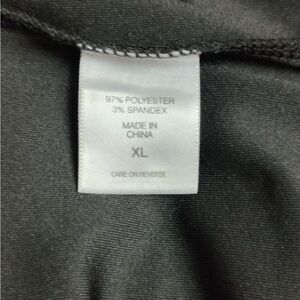 97% POLYESTER
3% SPANDEX
MADE IN
CHINA
XL
CARE ON REVERSE